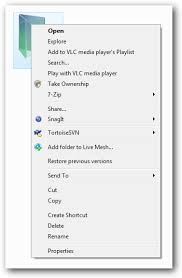 Open
Explore
Add to VLC media player's Playlist
Search...
Play with VLC media player
Take Ownership
7-Zip
Share...
SnagIt
TortoiseSVN
Add folder to Live Mesh...
Restore previous versions
Send To
Cut
Copy
Create Shortcut
Delete
Rename
Properties